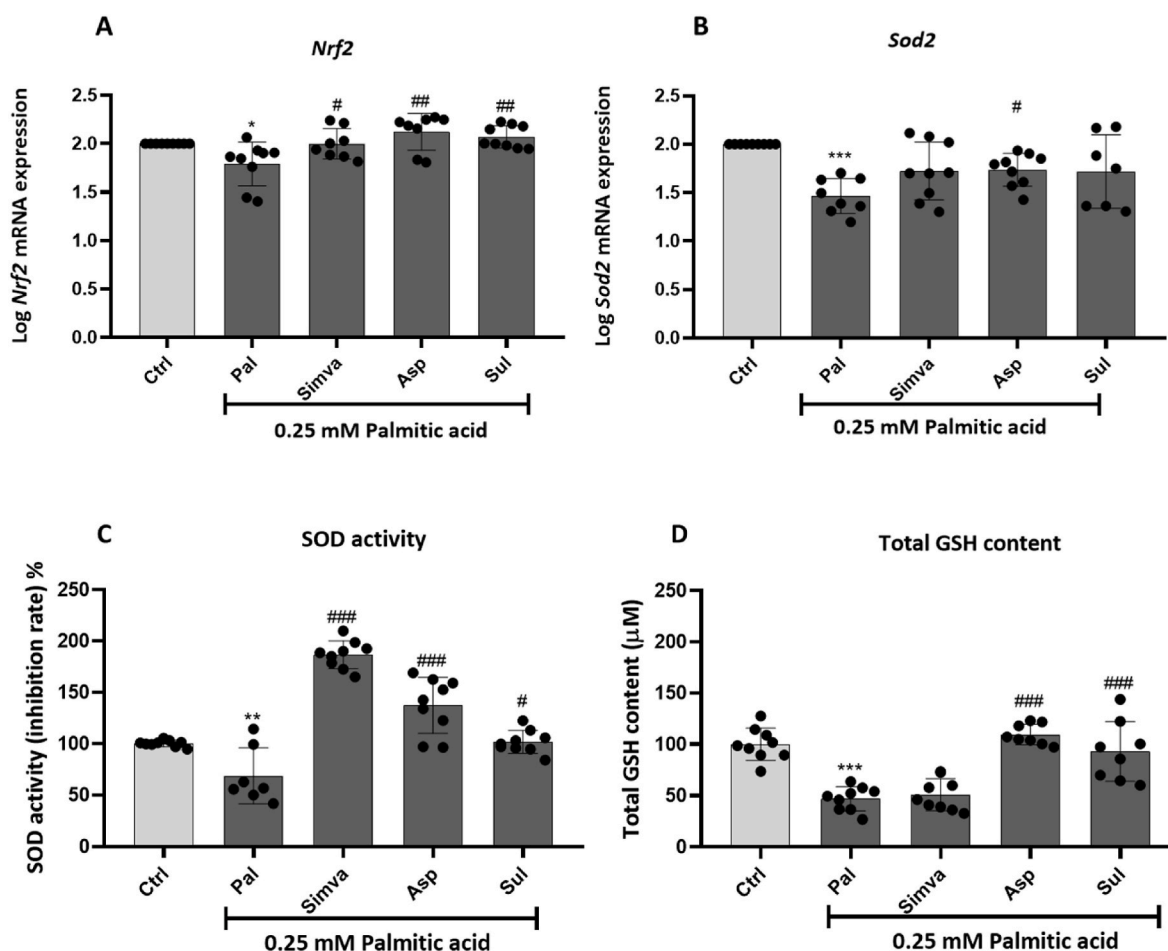 A
Nrf2
Log Nrf2 mRNA expression
2.5
2.0
1.5
1.0
0.5
0.0
*
#
##
##
Ctrl
Pal
Simva
Asp
Sul
0.25 mM Palmitic acid
B
Sod2
Log Sod2 mRNA expression
2.5
2.0
1.5
1.0
0.5
0.0
***
#
Ctrl
Pal
Simva
Asp
Sul
0.25 mM Palmitic acid
C
SOD activity
SOD activity (inhibition rate) %
250
200
150
100
50
0
**
###
###
#
Ctrl
Pal
Simva
Asp
Sul
0.25 mM Palmitic acid
D
Total GSH content
Total GSH content (μM)
250
200
150
100
50
0
***
###
###
Ctrl
Pal
Simva
Asp
Sul
0.25 mM Palmitic acid